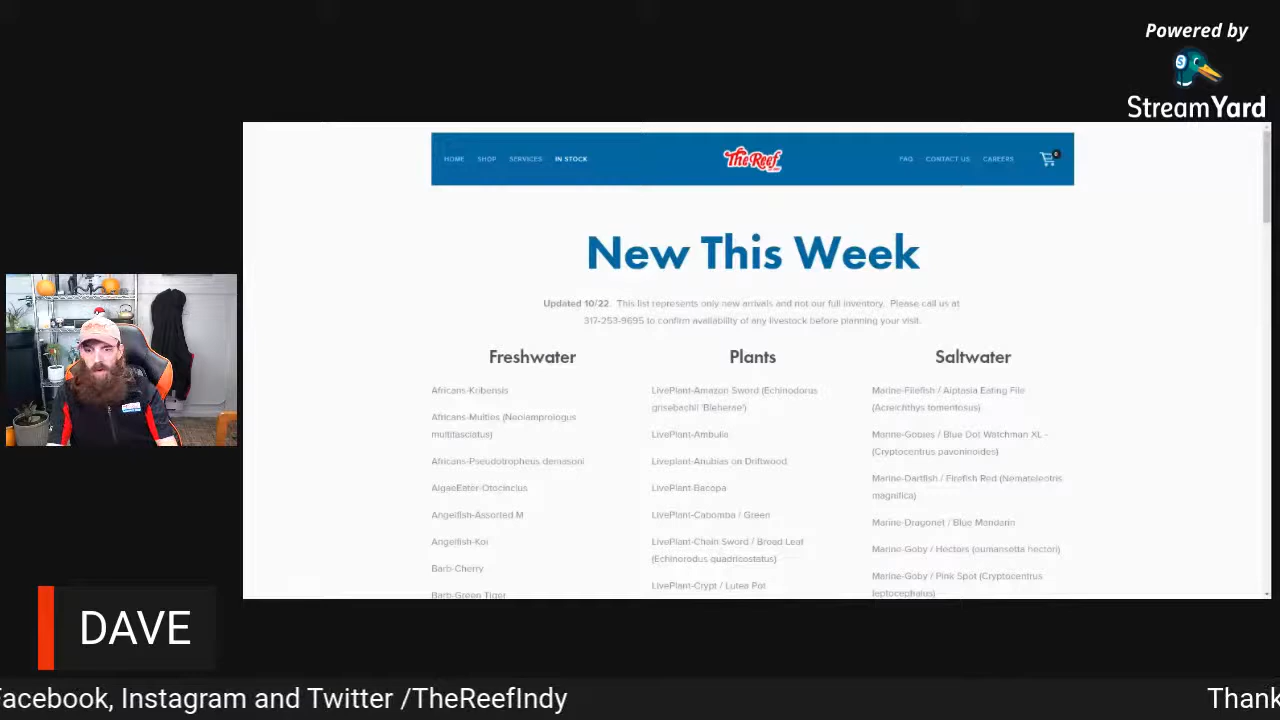 Powered by
StreamYard
HOME SHOP SERVICES IN STOCK
The Reef
FAQ CONTACT US CAREERS
0
New This Week
Updated 10/22. This list represents only new arrivals and not our full inventory. Please call us at
317-253-9695 to confirm availability of any livestock before planning your visit.
Freshwater
Africans-Kribensis
Africans-Multies (Neolamprologus
multifasciatus)
Africans-Pseudotropheus demasoni
AlgaeEater-Otocinclus
Angelfish-Assorted M
Angelfish-Koi
Barb-Cherry
Barb-Green Tiger
Plants
LivePlant-Amazon Sword (Echinodorus
grisebachii 'Bleherae')
LivePlant-Ambulia
Liveplant-Anubias on Driftwood
LivePlant-Bacopa
LivePlant-Cabomba / Green
LivePlant-Chain Sword / Broad Leaf
(Echinorodus quadricostatus)
LivePlant-Crypt / Lutea Pot
Saltwater
Marine-Filefish / Aiptasia Eating File
(Acreichthys tomentosus)
Marine-Gobies / Blue Dot Watchman XL -
(Cryptocentrus pavoninoides)
Marine-Dartfish / Firefish Red (Nemateleotris
magnifica)
Marine-Dragonet / Blue Mandarin
Marine-Goby / Hectors (oumansetta hectori)
Marine-Goby / Pink Spot (Cryptocentrus
leptocephalus)
DAVE
Facebook, Instagram and Twitter /TheReefIndy
Thank